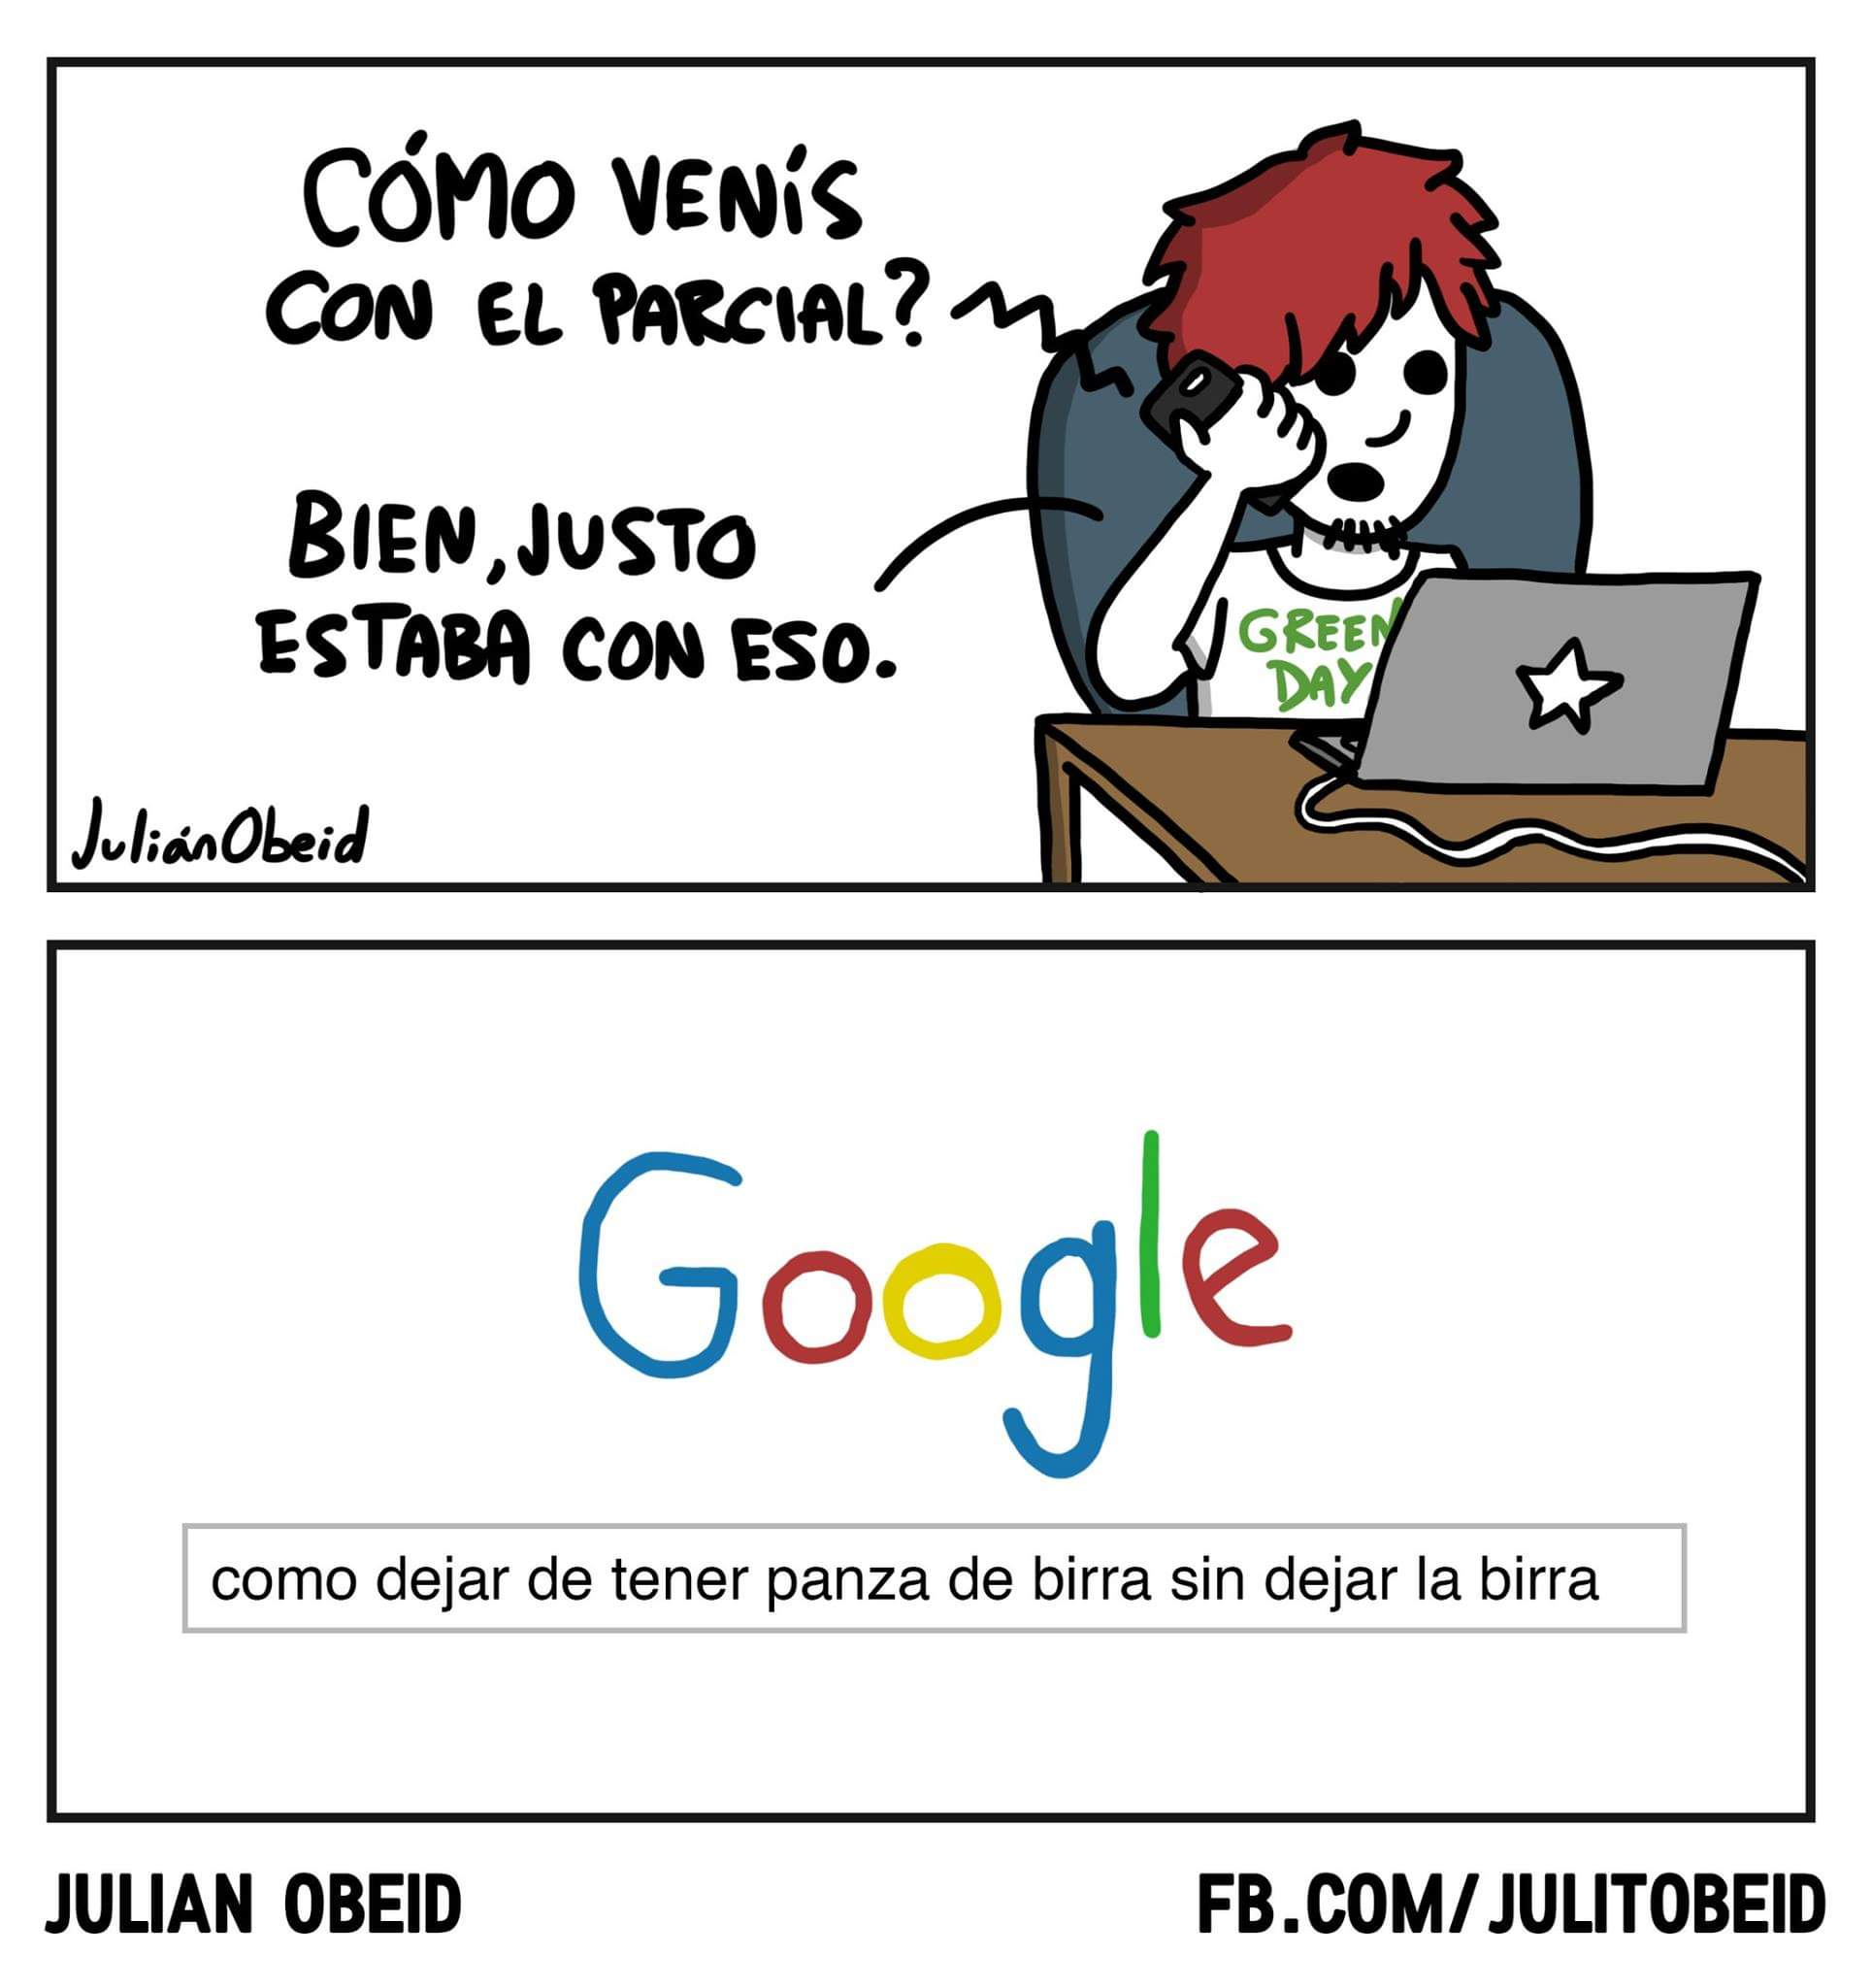 CÓMO VENÍS
CON EL PARCIAL?
BIEN, JUSTO
ESTABA CON ESO.
GREEN
DAY
JuliánObeid
Google
como dejar de tener panza de birra sin dejar la birra
JULIAN OBEID
FB.COM/JULITOBEID